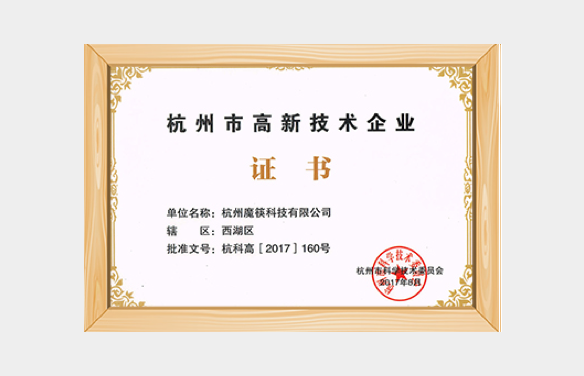 杭州市高新技术企业
证书
单位名称：杭州魔筷科技有限公司
辖 区：西湖区
批准文号：杭科高［2017］160号
杭州市科学技术委员会
2017年8月